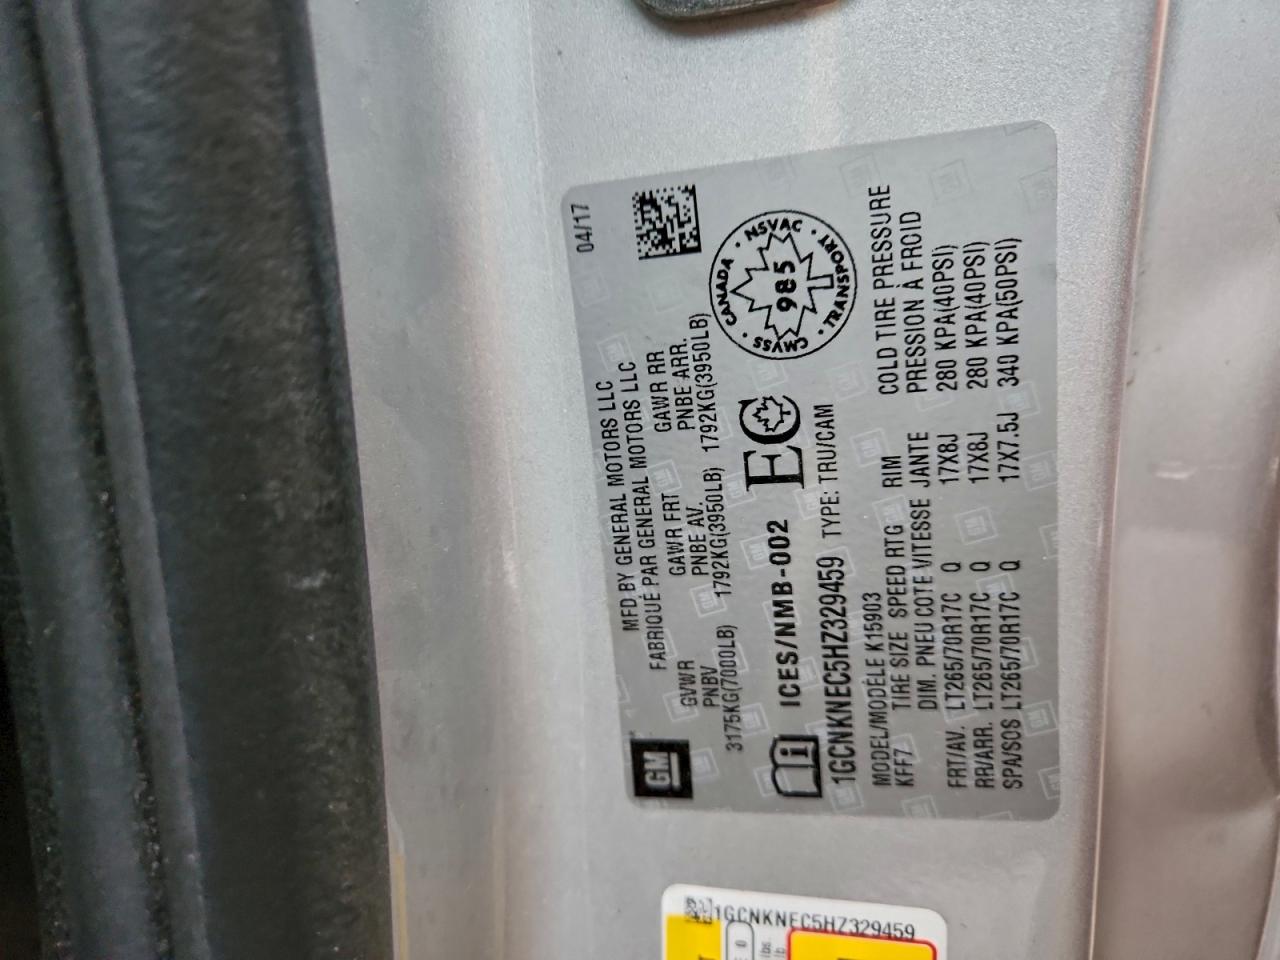 04/17
MFD BY GENERAL MOTORS LLC
FABRIQUÉ PAR GENERAL MOTORS LLC
GVWR GAWR FRT GAWR RR
PNBV PNBE AV. PNBE ARR.
3175KG(7000LB) 1792KG(3950LB) 1792KG(3950LB)
GM
ICES/NMB-002 EC
CANADA · NSVAC · TRANSPORT · CMVSS ·
985
1GCNKNEC5HZ329459 TYPE: TRU/CAM
MODEL/MODÈLE K15903
KFF7 TIRE SIZE SPEED RTG RIM COLD TIRE PRESSURE
DIM. PNEU COTE VITESSE JANTE PRESSION À FROID
FRT/AV. LT265/70R17C Q 17X8J 280 KPA(40PSI)
RR/ARR. LT265/70R17C Q 17X8J 280 KPA(40PSI)
SPA/SOS LT265/70R17C Q 17X7.5J 340 KPA(50PSI)
1GCNKNEC5HZ329459